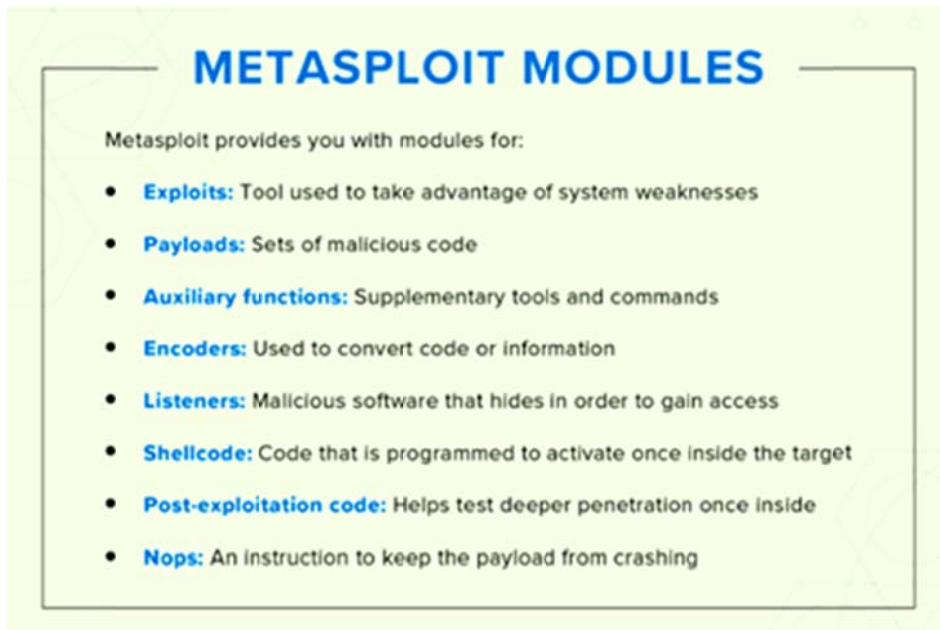 METASPLOIT MODULES
Metasploit provides you with modules for:
• Exploits: Tool used to take advantage of system weaknesses
• Payloads: Sets of malicious code
• Auxiliary functions: Supplementary tools and commands
• Encoders: Used to convert code or information
• Listeners: Malicious software that hides in order to gain access
• Shellcode: Code that is programmed to activate once inside the target
• Post-exploitation code: Helps test deeper penetration once inside
• Nops: An instruction to keep the payload from crashing